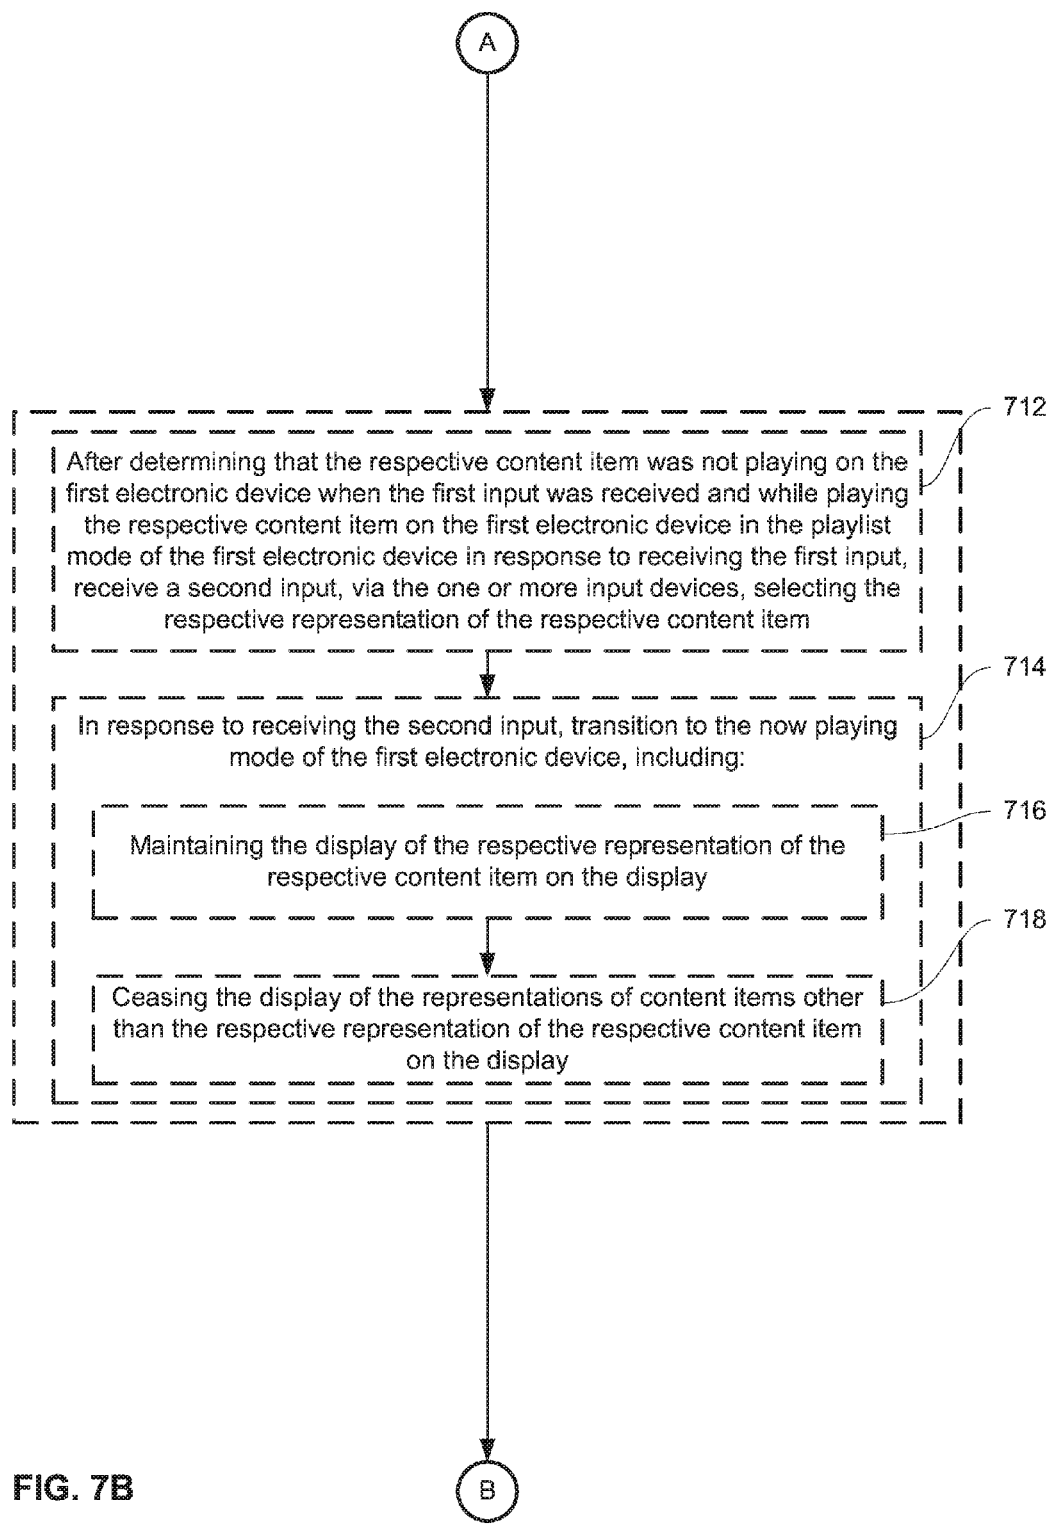 A
712
After determining that the respective content item was not playing on the
first electronic device when the first input was received and while playing
the respective content item on the first electronic device in the playlist
mode of the first electronic device in response to receiving the first input,
receive a second input, via the one or more input devices, selecting the
respective representation of the respective content item
714
In response to receiving the second input, transition to the now playing
mode of the first electronic device, including:
716
Maintaining the display of the respective representation of the
respective content item on the display
718
Ceasing the display of the representations of content items other
than the respective representation of the respective content item
on the display
FIG. 7B
B